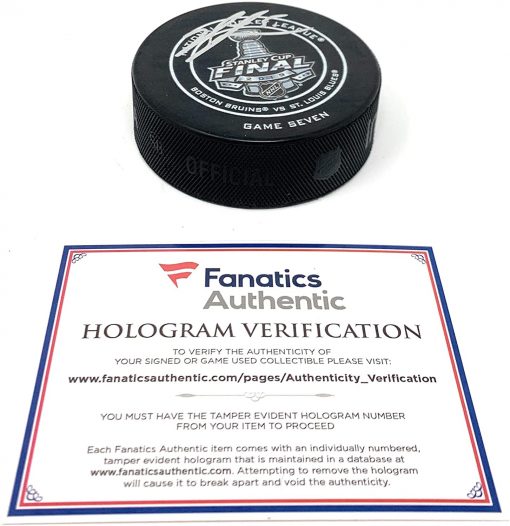 LEAGUE
STANLEY CUP
FINAL
NHL
BOSTON BRUINS® VS ST. LOUIS BLUES®
GAME SEVEN
OFFICIAL
Fanatics
Authentic
HOLOGRAM VERIFICATION
TO VERIFY THE AUTHENTICITY OF
YOUR SIGNED OR GAME USED COLLECTIBLE PLEASE VISIT:
www.fanaticsauthentic.com/pages/Authenticity_Verification
YOU MUST HAVE THE TAMPER EVIDENT HOLOGRAM NUMBER
FROM YOUR ITEM TO PROCEED
Each Fanatics Authentic item comes with an individually numbered,
tamper evident hologram that is maintained in a database at
www.fanaticsauthentic.com. Attempting to remove the hologram
will cause it to break apart and void the authenticity.